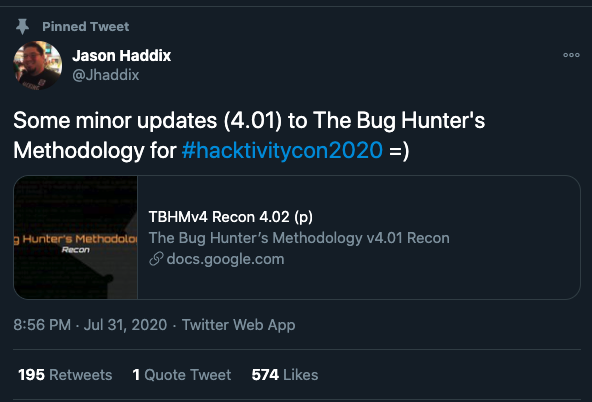 Pinned Tweet
Jason Haddix
@Jhaddix
Some minor updates (4.01) to The Bug Hunter's
Methodology for #hacktivitycon2020 =)
g Hunter's Methodolo
Recon
TBHMv4 Recon 4.02 (p)
The Bug Hunter’s Methodology v4.01 Recon
docs.google.com
8:56 PM · Jul 31, 2020 · Twitter Web App
195 Retweets 1 Quote Tweet 574 Likes